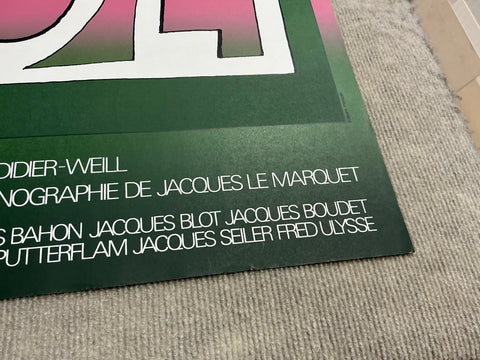 DIDIER-WEILL
NOGRAPHIE DE JACQUES LE MARQUET
S BAHON JACQUES BLOT JACQUES BOUDET
PUTTERFLAM JACQUES SEILER FRED ULYSSE